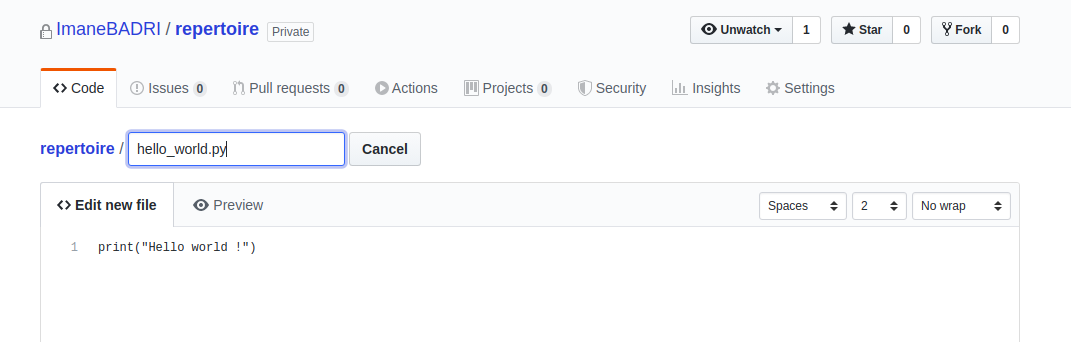 ImaneBADRI / repertoire Private Unwatch 1 Star 0 Fork 0
Code Issues 0 Pull requests 0 Actions Projects 0 Security Insights Settings
repertoire / hello_world.py Cancel
Edit new file Preview Spaces 2 No wrap
1 print("Hello world !")